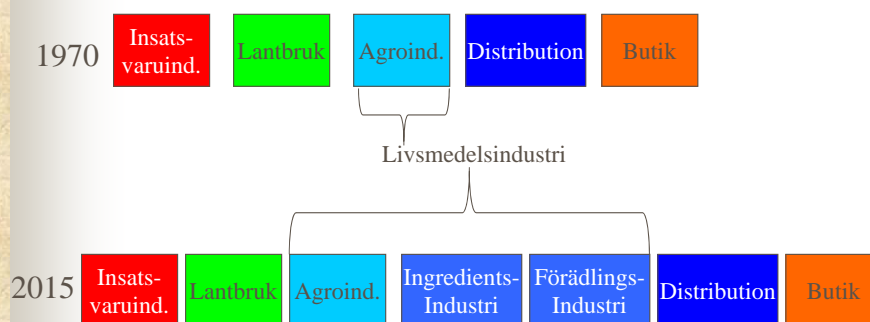 1970
Insats-
varuind.
Lantbruk
Agroind.
Distribution
Butik
Livsmedelsindustri
2015
Insats-
varuind.
Lantbruk
Agroind.
Ingredients-
Industri
Förädlings-
Industri
Distribution
Butik